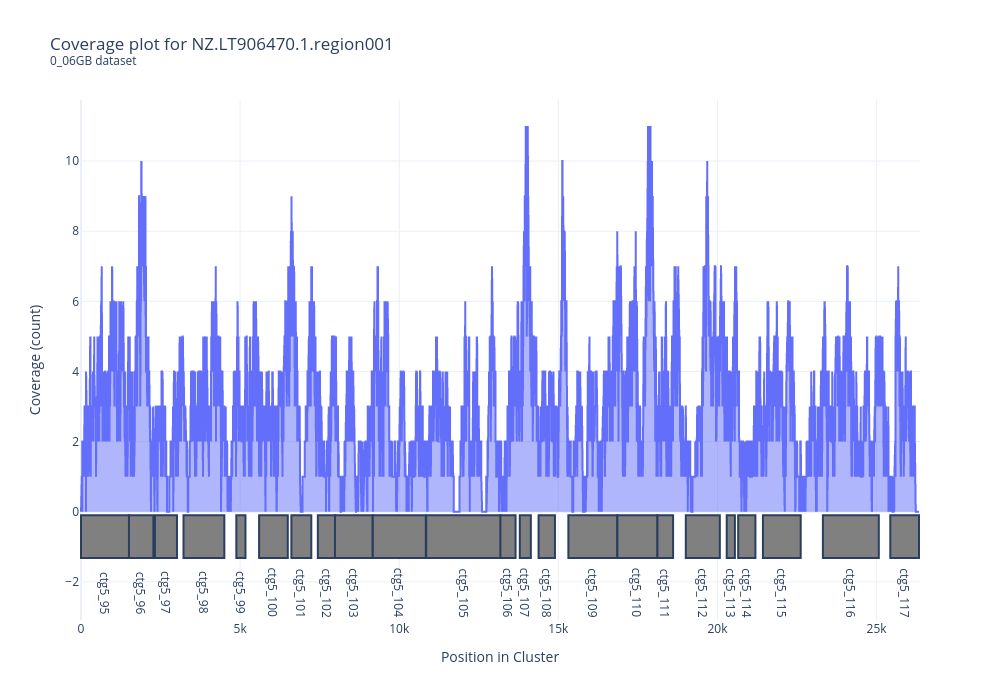 Coverage plot for NZ.LT906470.1.region001
0_06GB dataset
Coverage (count)
10
8
6
4
2
0
−2
ctg5_95
ctg5_96
ctg5_97
ctg5_98
ctg5_99
ctg5_100
ctg5_101
ctg5_102
ctg5_103
ctg5_104
ctg5_105
ctg5_106
ctg5_107
ctg5_108
ctg5_109
ctg5_110
ctg5_111
ctg5_112
ctg5_113
ctg5_114
ctg5_115
ctg5_116
ctg5_117
0 5k 10k 15k 20k 25k
Position in Cluster